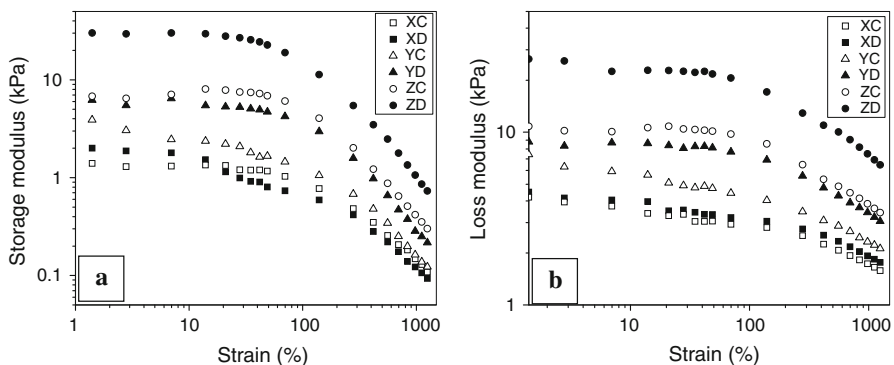 Storage modulus (kPa)
10
1
0.1
XC
XD
YC
YD
ZC
ZD
a
1
10
100
1000
Strain (%)
Loss modulus (kPa)
10
1
XC
XD
YC
YD
ZC
ZD
b
10
100
1000
Strain (%)